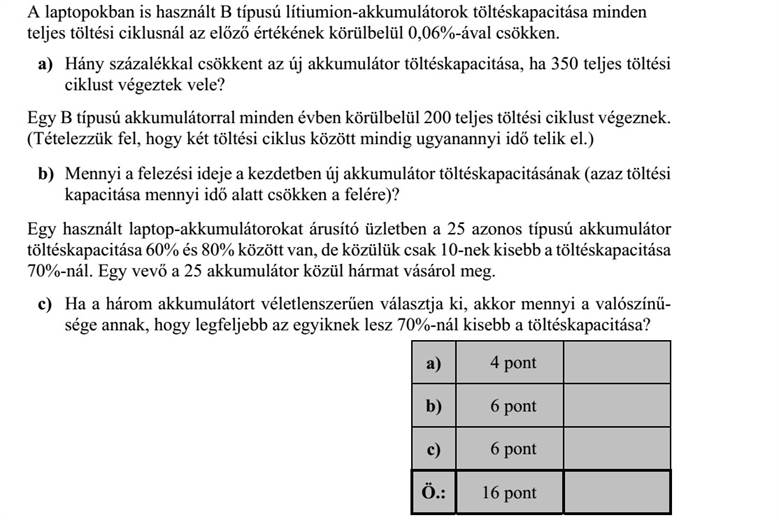 A laptopokban is használt B típusú lítiumion-akkumulátorok töltéskapacitása minden
teljes töltési ciklusnál az előző értékének körülbelül 0,06%-ával csökken.
a) Hány százalékkal csökkent az új akkumulátor töltéskapacitása, ha 350 teljes töltési
ciklust végeztek vele?
Egy B típusú akkumulátorral minden évben körülbelül 200 teljes töltési ciklust végeznek.
(Tételezzük fel, hogy két töltési ciklus között mindig ugyanannyi idő telik el.)
b) Mennyi a felezési ideje a kezdetben új akkumulátor töltéskapacitásának (azaz töltési
kapacitása mennyi idő alatt csökken a felére)?
Egy használt laptop-akkumulátorokat árusító üzletben a 25 azonos típusú akkumulátor
töltéskapacitása 60% és 80% között van, de közülük csak 10-nek kisebb a töltéskapacitása
70%-nál. Egy vevő a 25 akkumulátor közül hármat vásárol meg.
c) Ha a három akkumulátort véletlenszerűen választja ki, akkor mennyi a valószínű-
sége annak, hogy legfeljebb az egyiknek lesz 70%-nál kisebb a töltéskapacitása?
a) 4 pont
b) 6 pont
c) 6 pont
Ö.: 16 pont